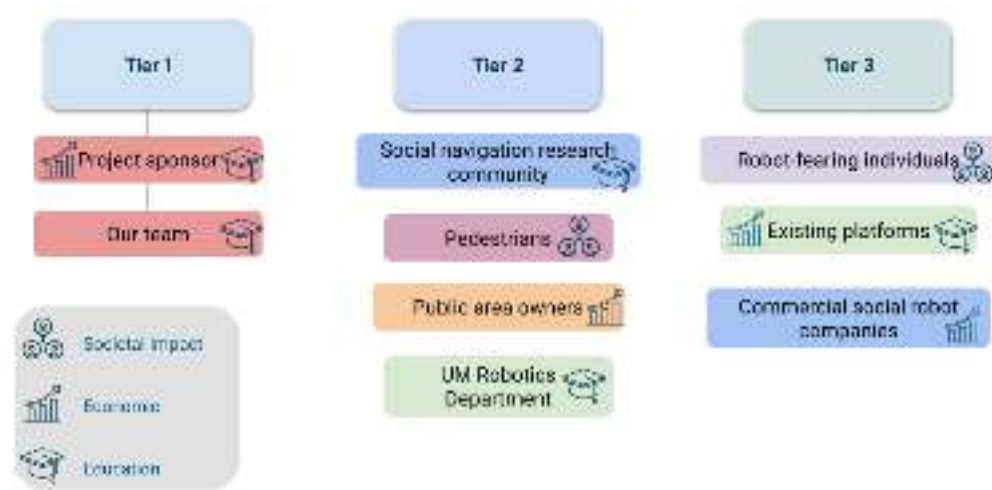 Tier 1
Project sponsor
Our team
Societal impact
Economic
Education
Tier 2
Social navigation research
community
Pedestrians
Public area owners
UM Robotics
Department
Tier 3
Robot-fearing individuals
Existing platforms
Commercial social robot
companies